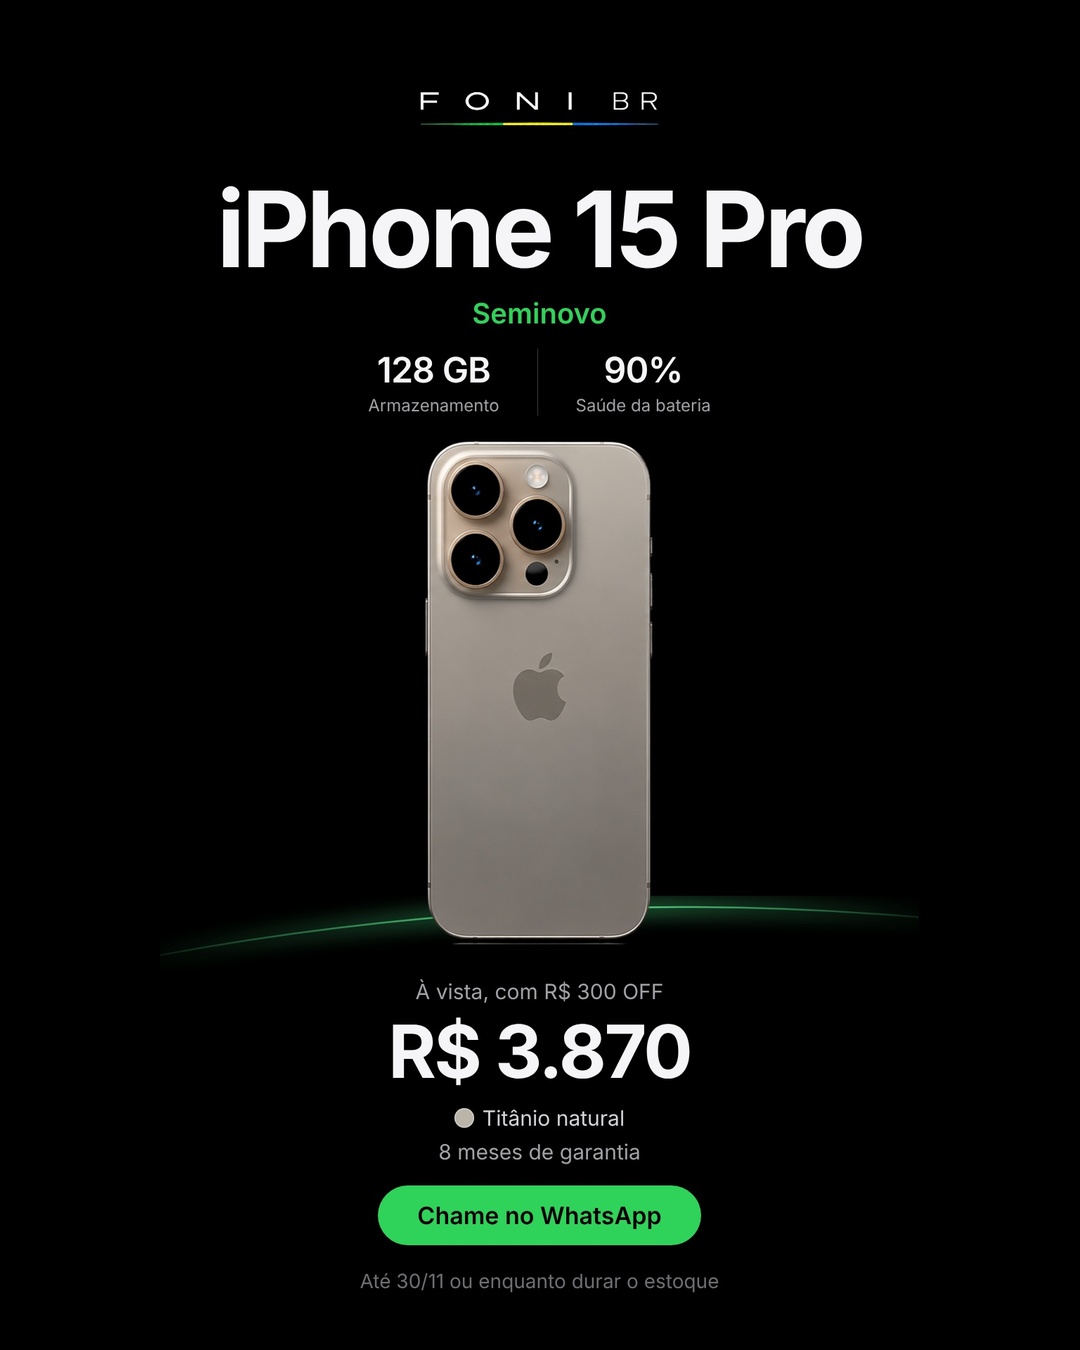 FONI BR
iPhone 15 Pro
Seminovo
128 GB
Armazenamento
90%
Saúde da bateria
À vista, com R$ 300 OFF
R$ 3.870
Titânio natural
8 meses de garantia
Chame no WhatsApp
Até 30/11 ou enquanto durar o estoque